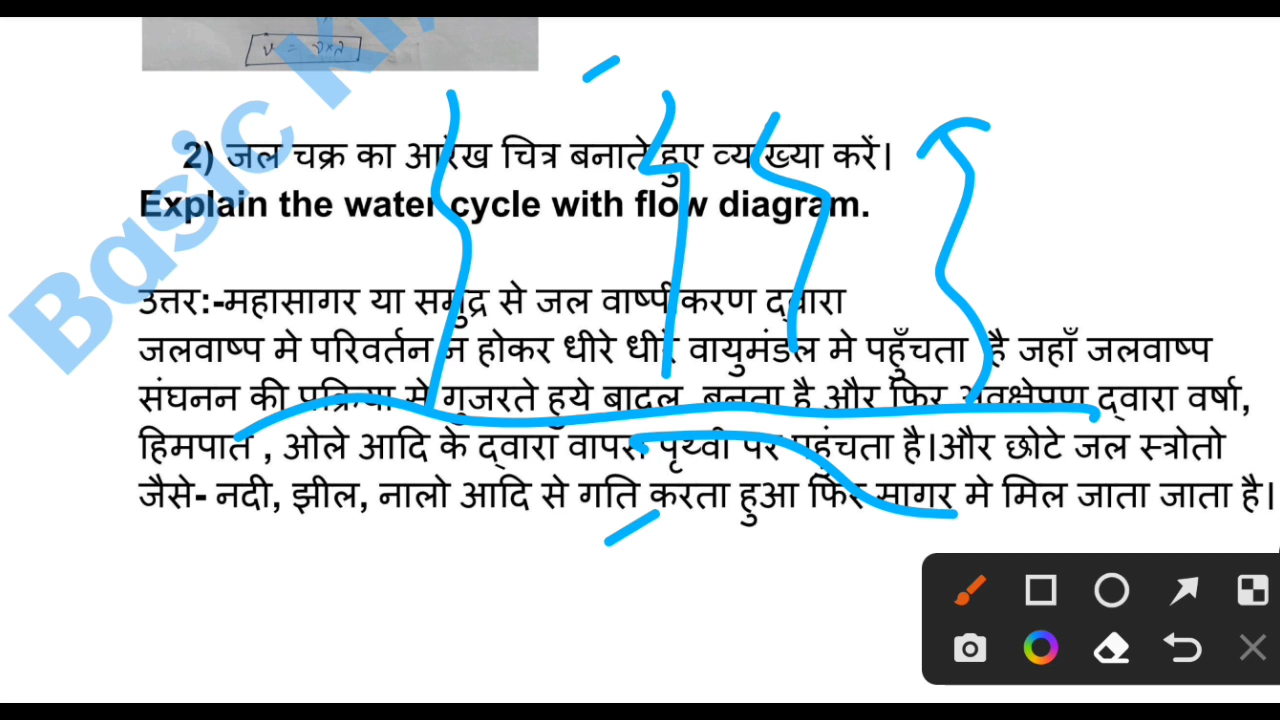 v = ν×λ
Basic
2) जल चक्र का आरेख चित्र बनाते हुए व्याख्या करें।
Explain the water cycle with flow diagram.
उत्तर:-महासागर या समुद्र से जल वाष्पीकरण द्वारा
जलवाष्प मे परिवर्तन न होकर धीरे धीरे वायुमंडल मे पहुँचता है जहाँ जलवाष्प
संघनन की प्रक्रिया से गुजरते हुये बादल बनता है और फिर अवक्षेपण द्वारा वर्षा,
हिमपात , ओले आदि के द्वारा वापस पृथ्वी पर पहुंचता है।और छोटे जल स्त्रोतो
जैसे- नदी, झील, नालो आदि से गति करता हुआ फिर सागर मे मिल जाता जाता है।